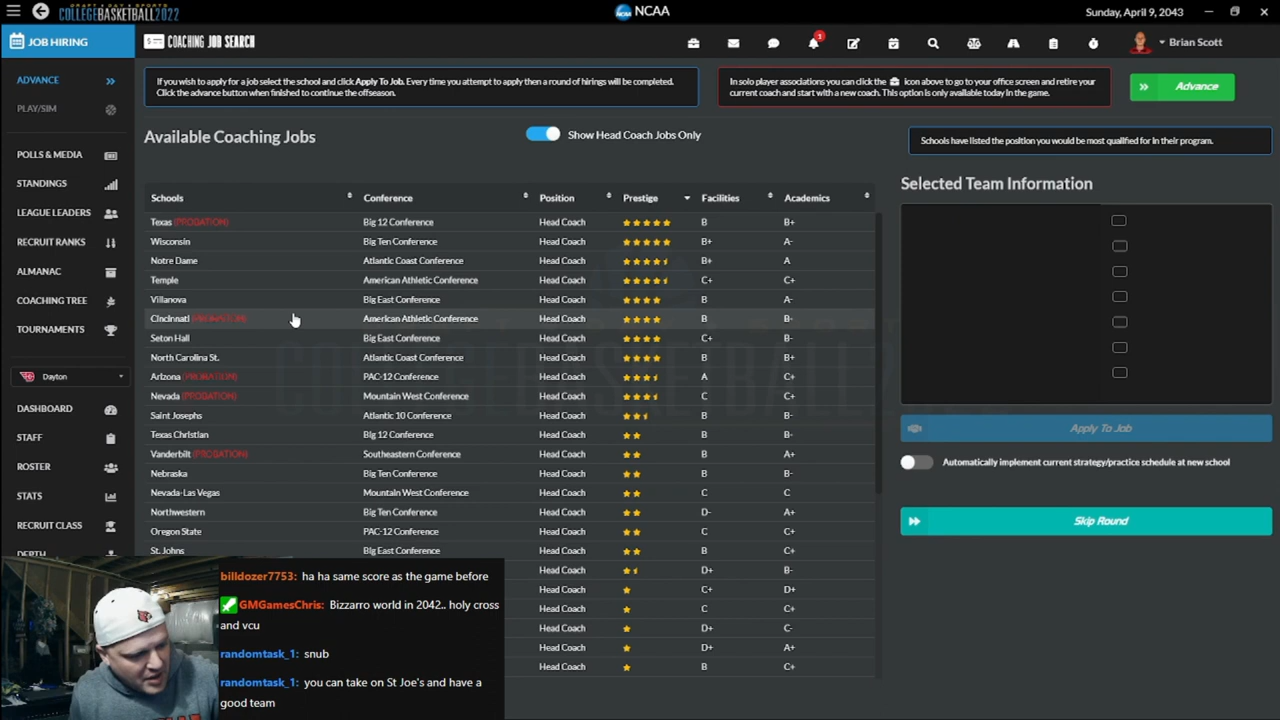 DRAFT DAY SPORTS
COLLEGE BASKETBALL 2022
NCAA
Sunday, April 9, 2043
JOB HIRING
COACHING JOB SEARCH
1
Brian Scott
ADVANCE
PLAY/SIM
POLLS & MEDIA
STANDINGS
LEAGUE LEADERS
RECRUIT RANKS
ALMANAC
COACHING TREE
TOURNAMENTS
Dayton
DASHBOARD
STAFF
ROSTER
STATS
RECRUIT CLASS
DEPTH
If you wish to apply for a job select the school and click Apply To Job. Every time you attempt to apply then a round of hirings will be completed.
Click the advance button when finished to continue the offseason.
In solo player associations you can click the icon above to go to your office screen and retire your
current coach and start with a new coach. This option is only available today in the game.
Advance
Available Coaching Jobs
Show Head Coach Jobs Only
Schools have listed the position you would be most qualified for in their program.
Schools Conference Position Prestige Facilities Academics
Texas (PROBATION) Big 12 Conference Head Coach B B+
Wisconsin Big Ten Conference Head Coach B+ A-
Notre Dame Atlantic Coast Conference Head Coach B+ A
Temple American Athletic Conference Head Coach C+ C+
Villanova Big East Conference Head Coach B A-
Cincinnati (PROBATION) American Athletic Conference Head Coach B B-
Seton Hall Big East Conference Head Coach C+ B-
North Carolina St. Atlantic Coast Conference Head Coach B B+
Arizona (PROBATION) PAC-12 Conference Head Coach A C+
Nevada (PROBATION) Mountain West Conference Head Coach C C+
Saint Josephs Atlantic 10 Conference Head Coach B B-
Texas Christian Big 12 Conference Head Coach B B-
Vanderbilt (PROBATION) Southeastern Conference Head Coach B A+
Nebraska Big Ten Conference Head Coach B B-
Nevada-Las Vegas Mountain West Conference Head Coach C C
Northwestern Big Ten Conference Head Coach D- A+
Oregon State PAC-12 Conference Head Coach C C+
St. Johns Big East Conference Head Coach B C+
Head Coach D+ B-
Head Coach C+ D+
Head Coach C C+
Head Coach D+ C-
Head Coach D+ A+
Head Coach B C+
Selected Team Information
Apply To Job
Automatically implement current strategy/practice schedule at new school
Skip Round
billdozer7753: ha ha same score as the game before
GMGamesChris: Bizzarro world in 2042.. holy cross
and vcu
randomtask_1: snub
randomtask_1: you can take on St Joe's and have a
good team